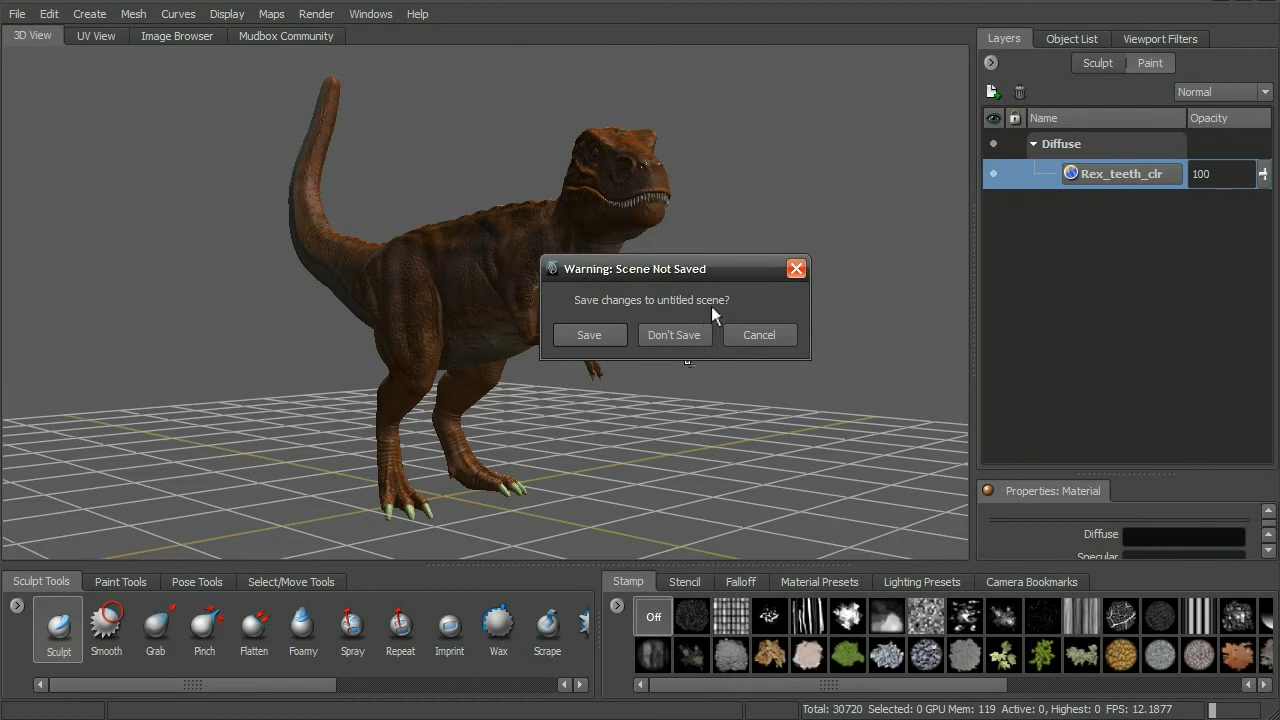 File Edit Create Mesh Curves Display Maps Render Windows Help
3D View UV View Image Browser Mudbox Community
Layers Object List Viewport Filters
Sculpt Paint
Normal
Name Opacity
Diffuse
Rex_teeth_clr 100
Warning: Scene Not Saved
Save changes to untitled scene?
Save Don't Save Cancel
Properties: Material
Diffuse
Specular
Sculpt Tools Paint Tools Pose Tools Select/Move Tools
Stamp Stencil Falloff Material Presets Lighting Presets Camera Bookmarks
Off
Sculpt Smooth Grab Pinch Flatten Foamy Spray Repeat Imprint Wax Scrape
Total: 30720 Selected: 0 GPU Mem: 119 Active: 0, Highest: 0 FPS: 12.1877